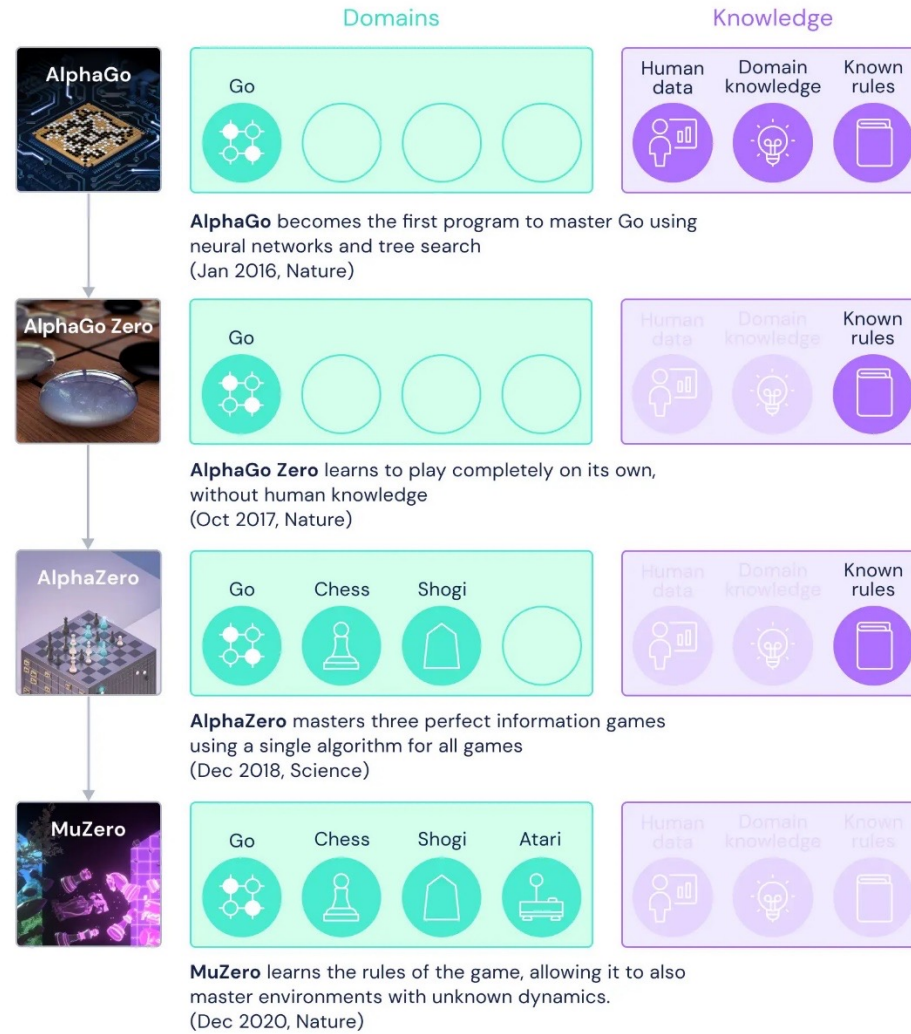 Domains
Knowledge
AlphaGo
Go
Human data
Domain knowledge
Known rules
AlphaGo becomes the first program to master Go using
neural networks and tree search
(Jan 2016, Nature)
AlphaGo Zero
Go
Human data
Domain knowledge
Known rules
AlphaGo Zero learns to play completely on its own,
without human knowledge
(Oct 2017, Nature)
AlphaZero
Go
Chess
Shogi
Human data
Domain knowledge
Known rules
AlphaZero masters three perfect information games
using a single algorithm for all games
(Dec 2018, Science)
MuZero
Go
Chess
Shogi
Atari
Human data
Domain knowledge
Known rules
MuZero learns the rules of the game, allowing it to also
master environments with unknown dynamics.
(Dec 2020, Nature)